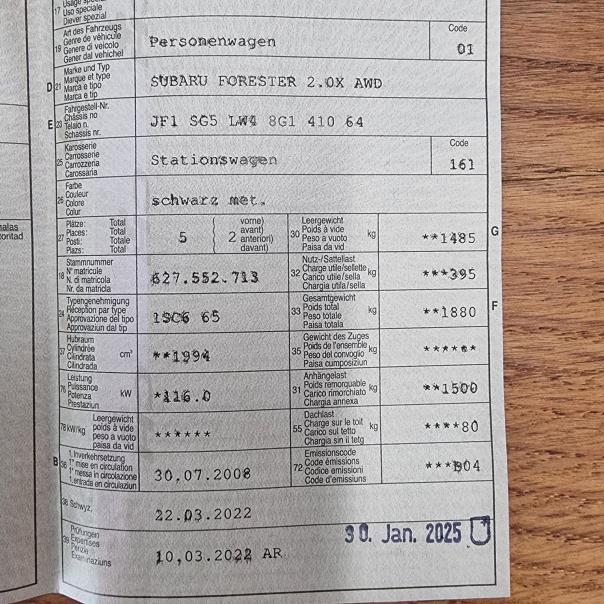 17 Usage spécial
Uso speciale
Diever spezial
Art des Fahrzeugs
Genre de véhicule
19 Genere di veicolo
Gener dal vehichel
Personenwagen
Code
01
Marke und Typ
Marque et type
D 21 Marca e tipo
Marca e tip
SUBARU FORESTER 2.0X AWD
Fahrgestell-Nr.
Châssis no
E 23 Telaio n.
Schassis nr.
JF1 SG5 LW4 8G1 410 64
Karosserie
Carrosserie
25 Carrozzeria
Carossaria
Stationswagen
Code
161
Farbe
Couleur
26 Colore
Colur
schwarz met.
Plätze: Total
Places: Total
27 Posti: Totale
Plazs: Total
5
vorne)
avant)
2 anteriori)
davant)
Leergewicht
30 Poids à vide kg
Peso a vuoto
Paisa da vid
**1485
G
Stammnummer
18 N° matricule
N. di matricola
Nr. da matricla
627.552.713
Nutz-/Sattellast
32 Charge utile/sellette kg
Carico utile/sella
Chargia utila/sella
***395
Typengenehmigung
24 Réception par type
Approvazione del tipo
Approvaziun dal tip
1SC6 65
Gesamtgewicht
33 Poids total kg
Peso totale
Paisa totala
**1880
F
Hubraum
37 Cylindrée cm³
Cilindrata
Cilindrada
**1994
Gewicht des Zuges
35 Poids de l'ensemble kg
Peso del convoglio
Paisa cumposiziun
******
Leistung
76 Puissance kW
Potenza
Prestaziun
*116.0
Anhängelast
31 Poids remorquable kg
Carico rimorchiato
Chargia annexa
**1500
Leergewicht
78 kW/kg poids à vide
peso a vuoto
paisa da vid
******
Dachlast
55 Charge sur le toit kg
Carico sul tetto
Chargia sin il tetg
****80
1. Inverkehrsetzung
B 36 1re mise en circulation
1a messa in circolazione
1. entrada en circulaziun
30.07.2008
Emissionscode
72 Code émissions
Codice emissioni
Code d'emissiuns
***B04
38 Schwyz,
22.03.2022
Prüfungen
39 Expertises
Perizie
Examinaziuns
10,03.2022 AR
30. Jan. 2025